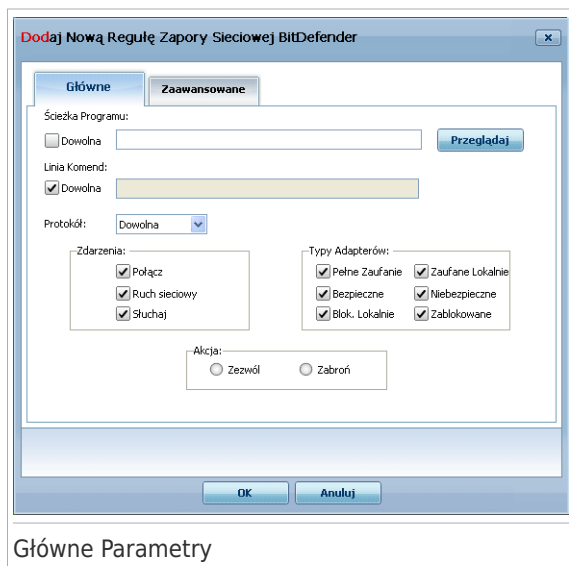 Dodaj Nową Regułę Zapory Sieciowej BitDefender
Główne Zaawansowane
Ścieżka Programu:
Dowolna Przeglądaj
Linia Komend:
Dowolna
Protokół: Dowolna
Zdarzenia: Typy Adapterów:
Połącz Pełne Zaufanie Zaufane Lokalnie
Ruch sieciowy Bezpieczne Niebezpieczne
Słuchaj Blok. Lokalnie Zablokowane
Akcja:
Zezwól Zabroń
OK Anuluj
Główne Parametry